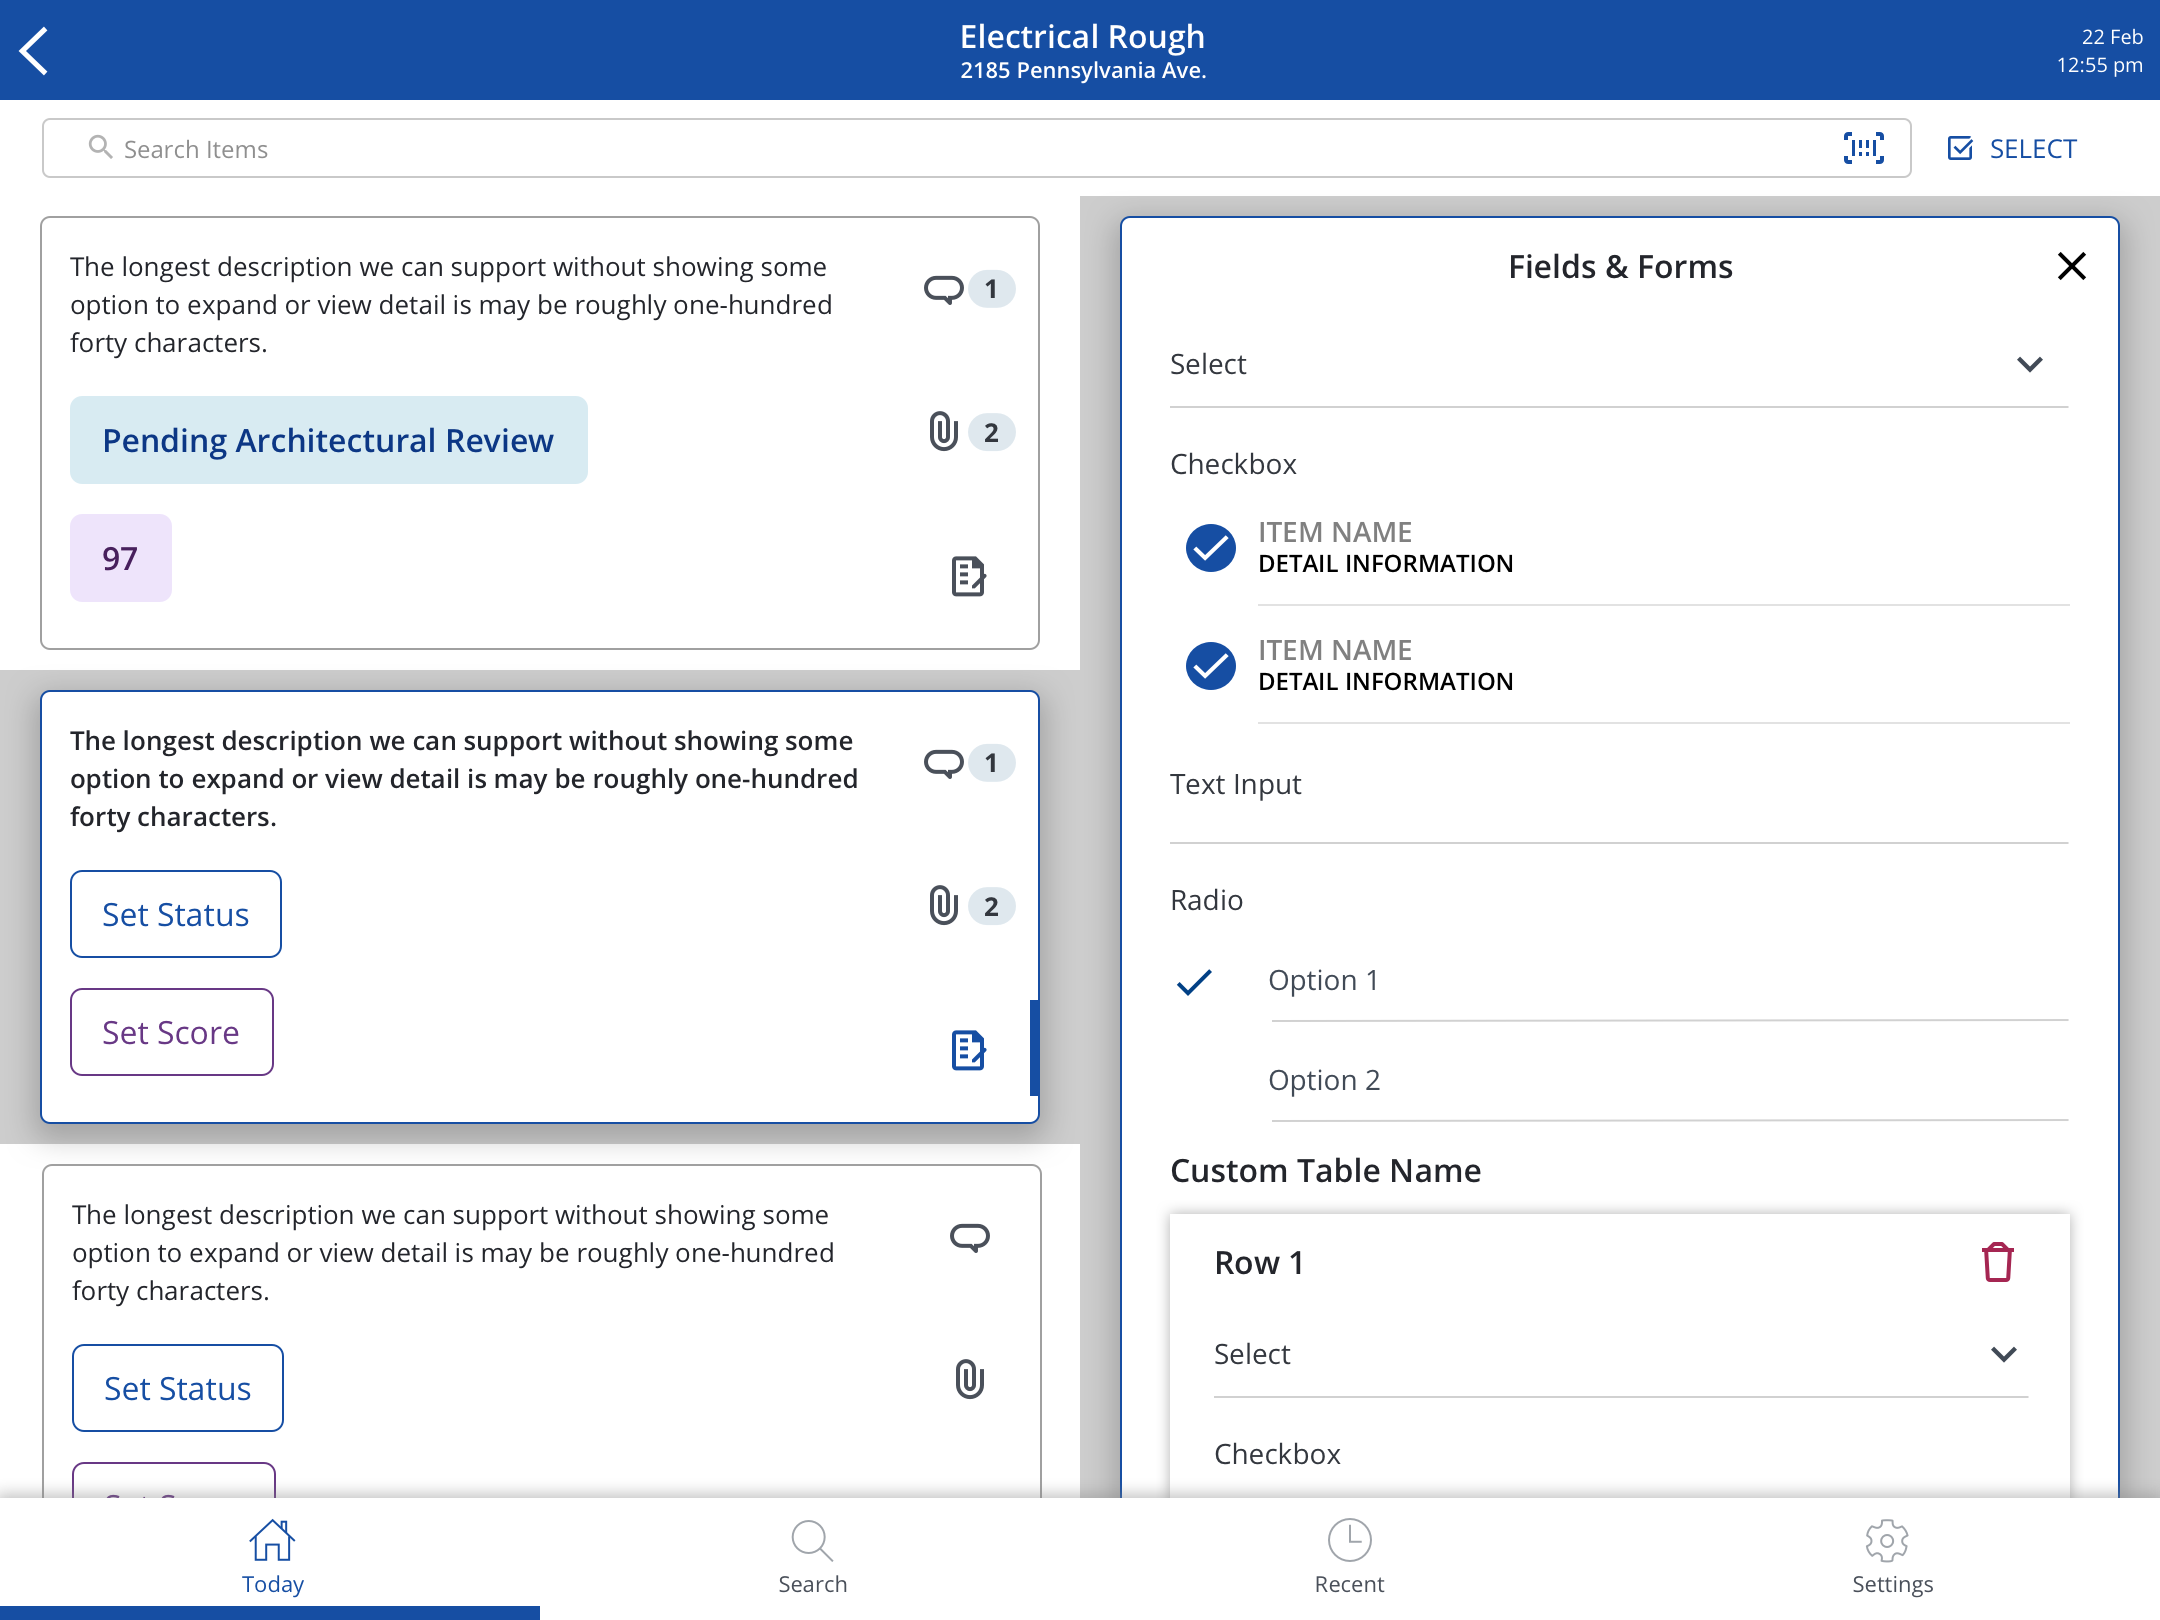 Electrical Rough
2185 Pennsylvania Ave.
22 Feb
12:55 pm
Search Items
SELECT
The longest description we can support without showing some
option to expand or view detail is may be roughly one-hundred
forty characters.
1
Pending Architectural Review
2
97
The longest description we can support without showing some
option to expand or view detail is may be roughly one-hundred
forty characters.
1
Set Status
2
Set Score
The longest description we can support without showing some
option to expand or view detail is may be roughly one-hundred
forty characters.
Set Status
Fields & Forms
Select
Checkbox
ITEM NAME
DETAIL INFORMATION
ITEM NAME
DETAIL INFORMATION
Text Input
Radio
Option 1
Option 2
Custom Table Name
Row 1
Select
Checkbox
Today
Search
Recent
Settings